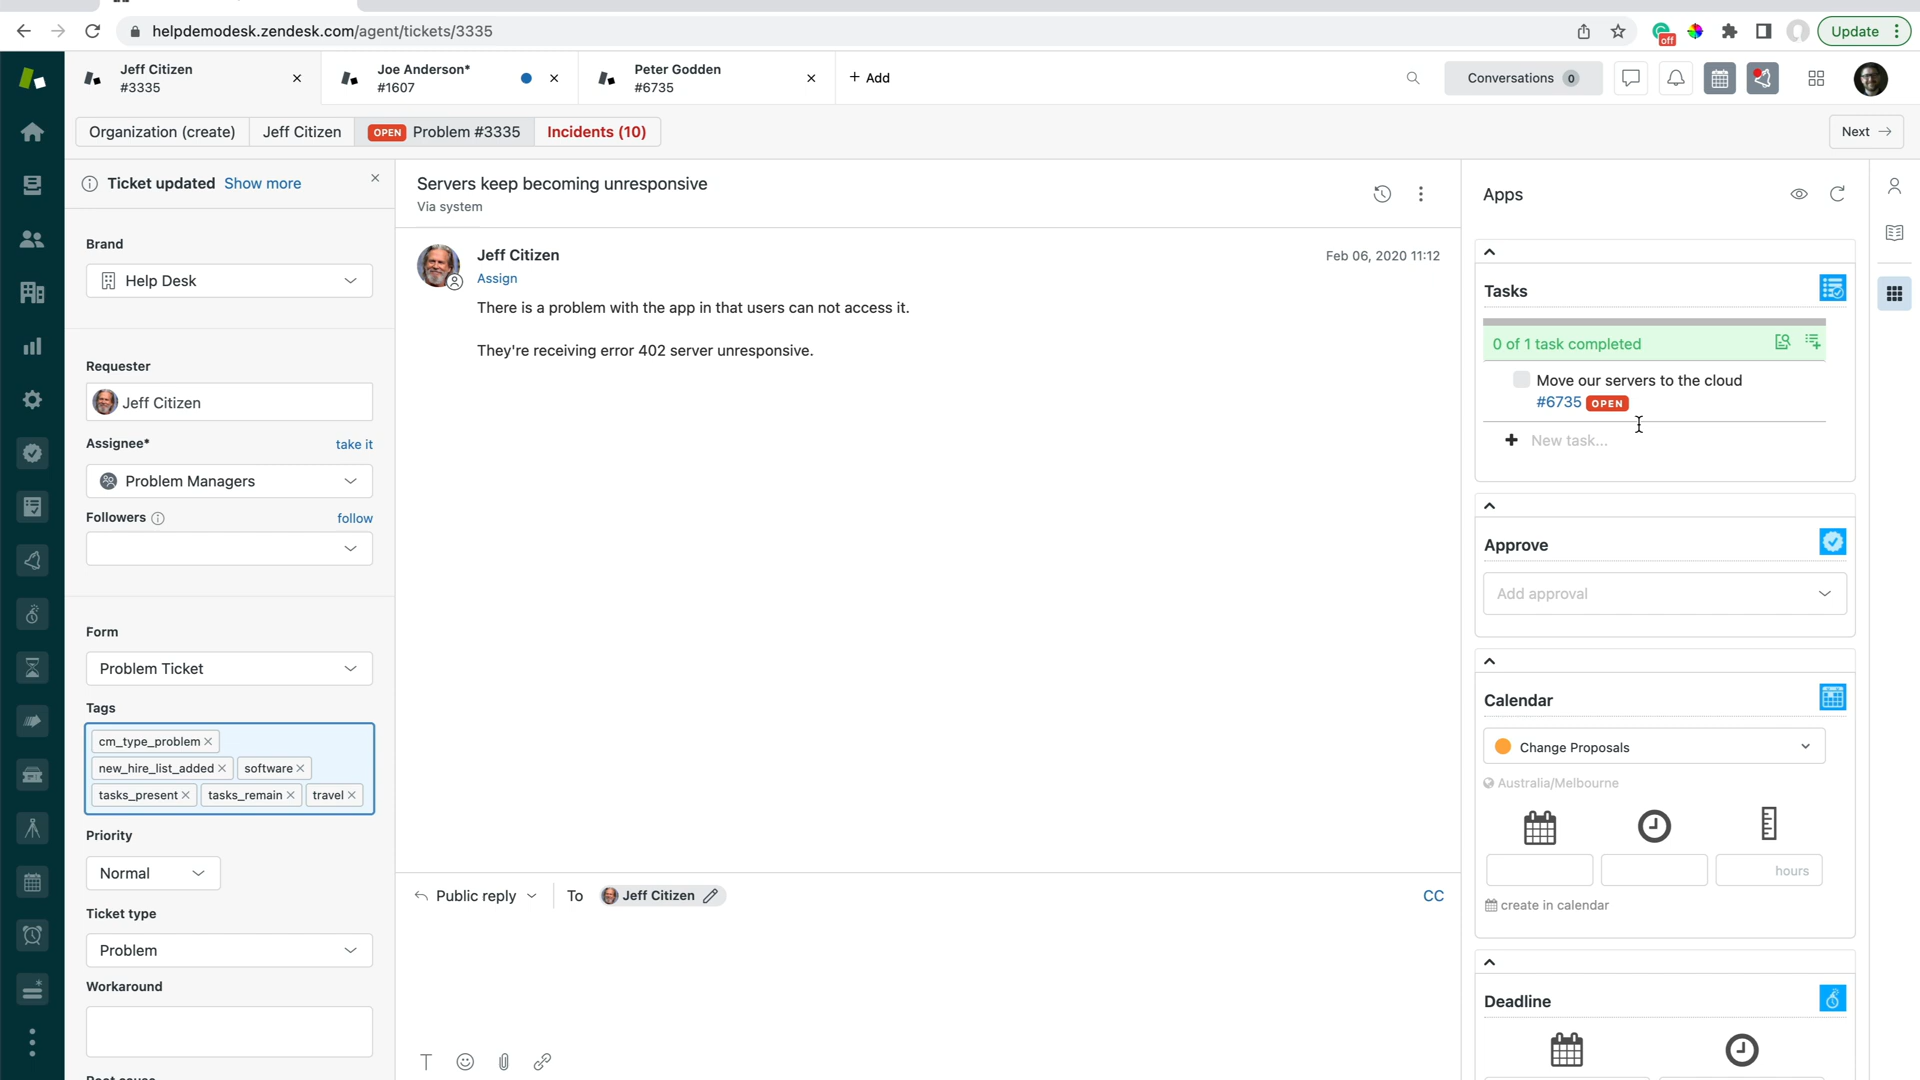 helpdemodesk.zendesk.com/agent/tickets/3335
off
Update
Jeff Citizen
#3335
Joe Anderson*
#1607
Peter Godden
#6735
+ Add
Conversations 0
Organization (create)
Jeff Citizen
OPEN Problem #3335
Incidents (10)
Next
Ticket updated Show more
Brand
Help Desk
Requester
Jeff Citizen
Assignee*
take it
Problem Managers
Followers
follow
Form
Problem Ticket
Tags
cm_type_problem
new_hire_list_added software
tasks_present tasks_remain travel
Priority
Normal
Ticket type
Problem
Workaround
Servers keep becoming unresponsive
Via system
Jeff Citizen
Feb 06, 2020 11:12
Assign
There is a problem with the app in that users can not access it.
They're receiving error 402 server unresponsive.
Public reply
To
Jeff Citizen
CC
Apps
Tasks
0 of 1 task completed
Move our servers to the cloud
#6735 OPEN
New task...
Approve
Add approval
Calendar
Change Proposals
Australia/Melbourne
hours
create in calendar
Deadline